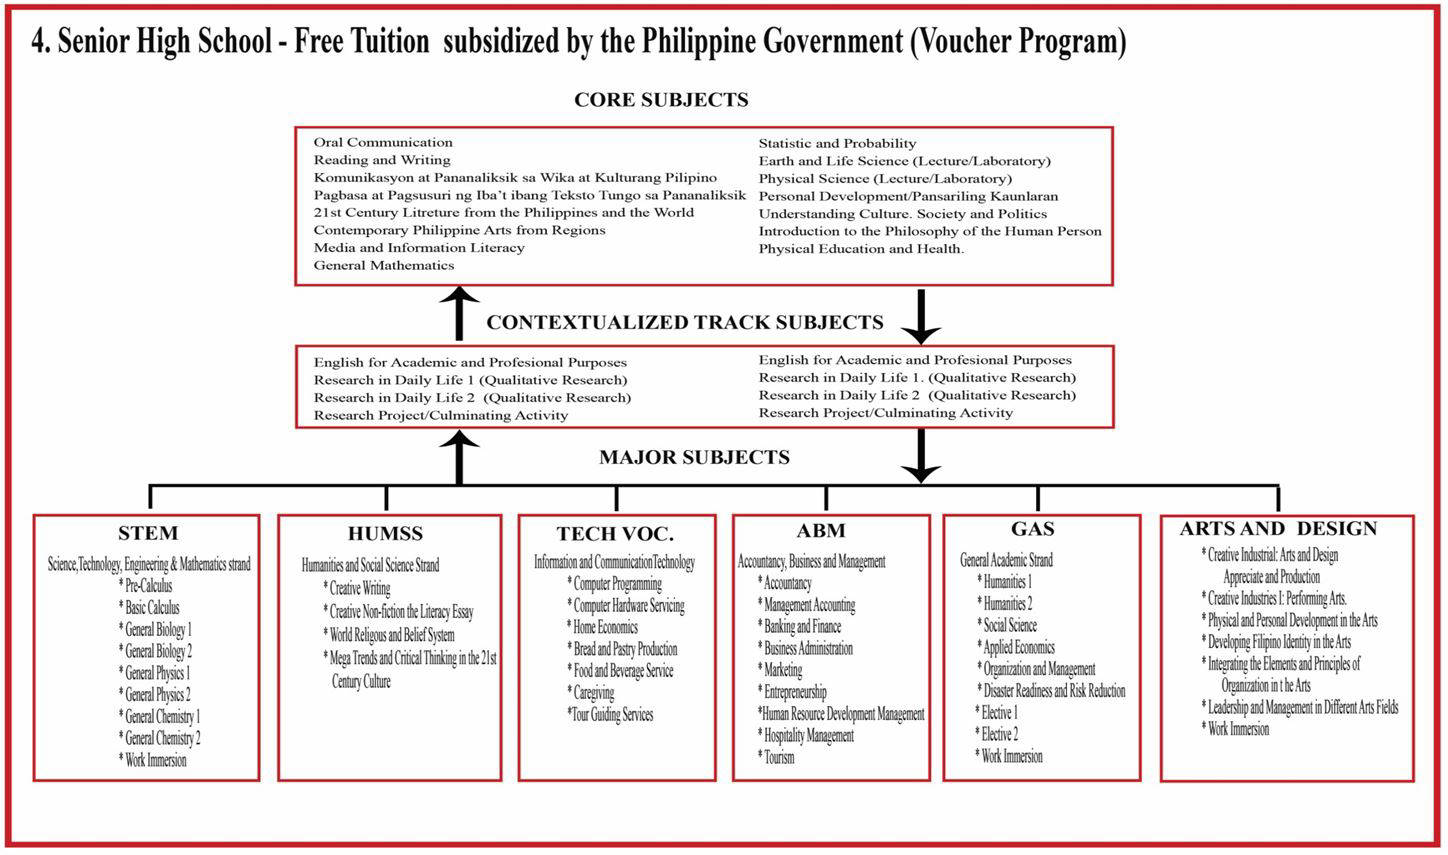 4. Senior High School - Free Tuition subsidized by the Philippine Government (Voucher Program)
CORE SUBJECTS
Oral Communication
Reading and Writing
Komunikasyon at Pananaliksik sa Wika at Kulturang Pilipino
Pagbasa at Pagsusuri ng Iba't ibang Teksto Tungo sa Pananaliksik
21st Century Litreture from the Philippines and the World
Contemporary Philippine Arts from Regions
Media and Information Literacy
General Mathematics
Statistic and Probability
Earth and Life Science (Lecture/Laboratory)
Physical Science (Lecture/Laboratory)
Personal Development/Pansariling Kaunlaran
Understanding Culture. Society and Politics
Introduction to the Philosophy of the Human Person
Physical Education and Health.
CONTEXTUALIZED TRACK SUBJECTS
English for Academic and Profesional Purposes
Research in Daily Life 1 (Qualitative Research)
Research in Daily Life 2 (Qualitative Research)
Research Project/Culminating Activity
English for Academic and Profesional Purposes
Research in Daily Life 1. (Qualitative Research)
Research in Daily Life 2 (Qualitative Research)
Research Project/Culminating Activity
MAJOR SUBJECTS
STEM
Science,Technology, Engineering & Mathematics strand
* Pre-Calculus
* Basic Calculus
* General Biology 1
* General Biology 2
* General Physics 1
* General Physics 2
* General Chemistry 1
* General Chemistry 2
* Work Immersion
HUMSS
Humanities and Social Science Strand
* Creative Writing
* Creative Non-fiction the Literacy Essay
* World Religous and Belief System
* Mega Trends and Critical Thinking in the 21st
Century Culture
TECH VOC.
Information and CommunicationTechnology
* Computer Programming
* Computer Hardware Servicing
* Home Economics
* Bread and Pastry Production
* Food and Beverage Service
* Caregiving
*Tour Guiding Services
ABM
Accountancy, Business and Management
* Accountancy
* Management Accounting
* Banking and Finance
* Business Administration
* Marketing
* Entrepreneurship
*Human Resource Development Management
* Hospitality Management
* Tourism
GAS
General Academic Strand
* Humanities 1
* Humanities 2
* Social Science
* Applied Economics
* Organization and Management
* Disaster Readiness and Risk Reduction
* Elective 1
* Elective 2
* Work Immersion
ARTS AND DESIGN
* Creative Industrial: Arts and Design
Appreciate and Production
* Creative Industries I: Performing Arts.
* Physical and Personal Development in the Arts
* Developing Filipino Identity in the Arts
* Integrating the Elements and Principles of
Organization in t he Arts
* Leadership and Management in Different Arts Fields
* Work Immersion